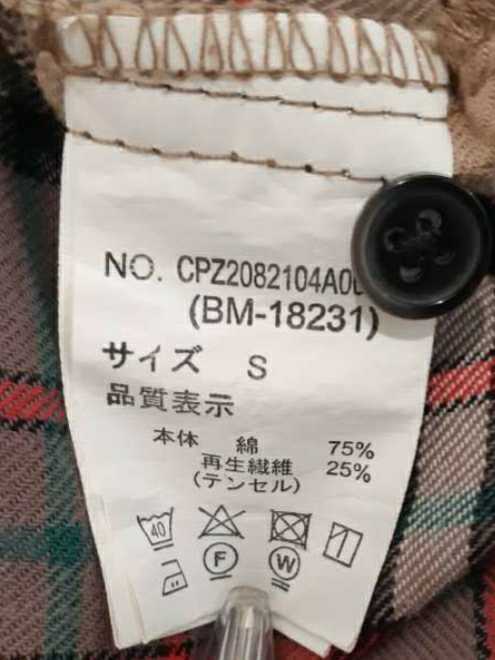 NO. CPZ2082104A0
(BM-18231)
サイズ S
品質表示
本体 綿 75%
再生繊維 25%
(テンセル)
40
F W